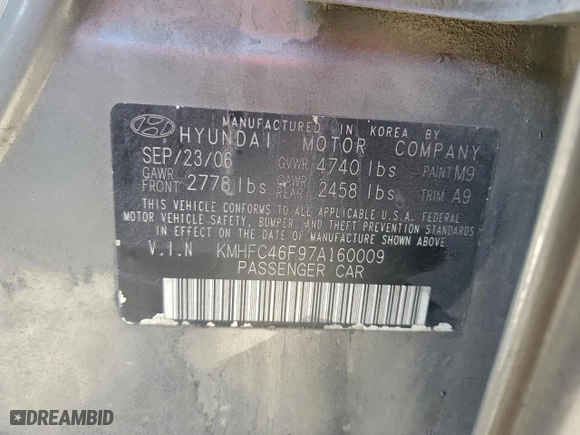 MANUFACTURED IN KOREA BY
HYUNDAI MOTOR COMPANY
SEP/23/06 GVWR 4740 lbs PAINT M9
GAWR FRONT 2778 lbs GAWR REAR 2458 lbs TRIM A9
THIS VEHICLE CONFORMS TO ALL APPLICABLE U.S.A. FEDERAL
MOTOR VEHICLE SAFETY, BUMPER, AND THEFT PREVENTION STANDARDS
IN EFFECT ON THE DATE OF MANUFACTURE SHOWN ABOVE.
V.I.N KMHFC46F97A160009
PASSENGER CAR
DREAMBID